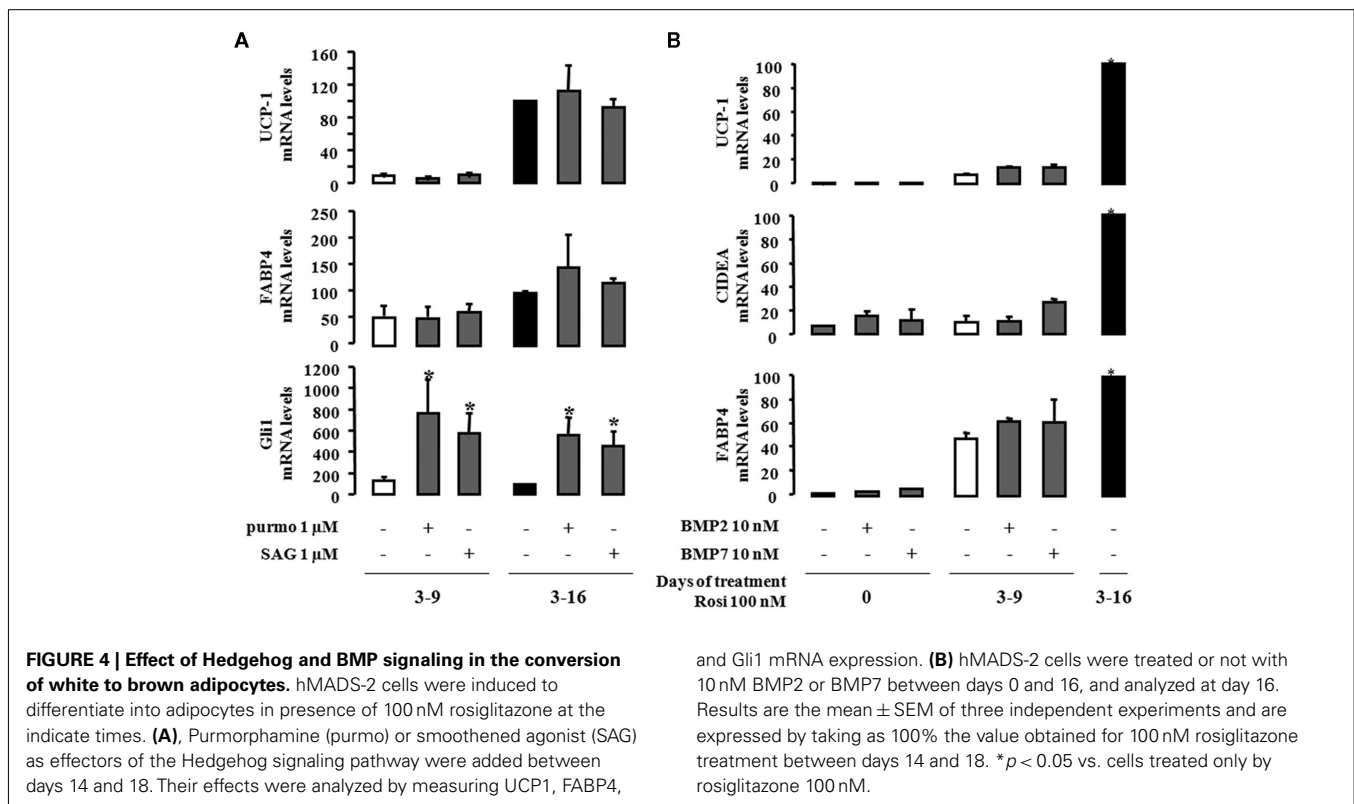 A
160
120
80
40
0
UCP-1
mRNA levels
250
200
150
100
50
0
FABP4
mRNA levels
1200
1000
800
600
400
200
0
Gli1
mRNA levels
* * * *
purmo 1 µM - + - - + -
SAG 1 µM - - + - - +
3-9 3-16
B
100
80
60
40
20
0
UCP-1
mRNA levels
*
100
80
60
40
20
0
CIDEA
mRNA levels
*
100
80
60
40
20
0
FABP4
mRNA levels
*
BMP2 10 nM - + - - + - -
BMP7 10 nM - - + - - + -
Days of treatment
Rosi 100 nM 0 3-9 3-16
FIGURE 4 | Effect of Hedgehog and BMP signaling in the conversion
of white to brown adipocytes. hMADS-2 cells were induced to
differentiate into adipocytes in presence of 100 nM rosiglitazone at the
indicate times. (A), Purmorphamine (purmo) or smoothened agonist (SAG)
as effectors of the Hedgehog signaling pathway were added between
days 14 and 18. Their effects were analyzed by measuring UCP1, FABP4,
and Gli1 mRNA expression. (B) hMADS-2 cells were treated or not with
10 nM BMP2 or BMP7 between days 0 and 16, and analyzed at day 16.
Results are the mean ± SEM of three independent experiments and are
expressed by taking as 100% the value obtained for 100 nM rosiglitazone
treatment between days 14 and 18. *p < 0.05 vs. cells treated only by
rosiglitazone 100 nM.